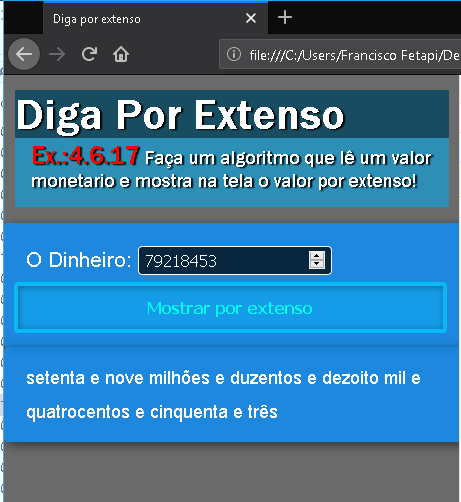 Diga por extenso
file:///C:/Users/Francisco Fetapi/De
Diga Por Extenso
Ex.:4.6.17 Faça um algoritmo que lê um valor
monetario e mostra na tela o valor por extenso!
O Dinheiro: 79218453
Mostrar por extenso
setenta e nove milhões e duzentos e dezoito mil e
quatrocentos e cinquenta e três